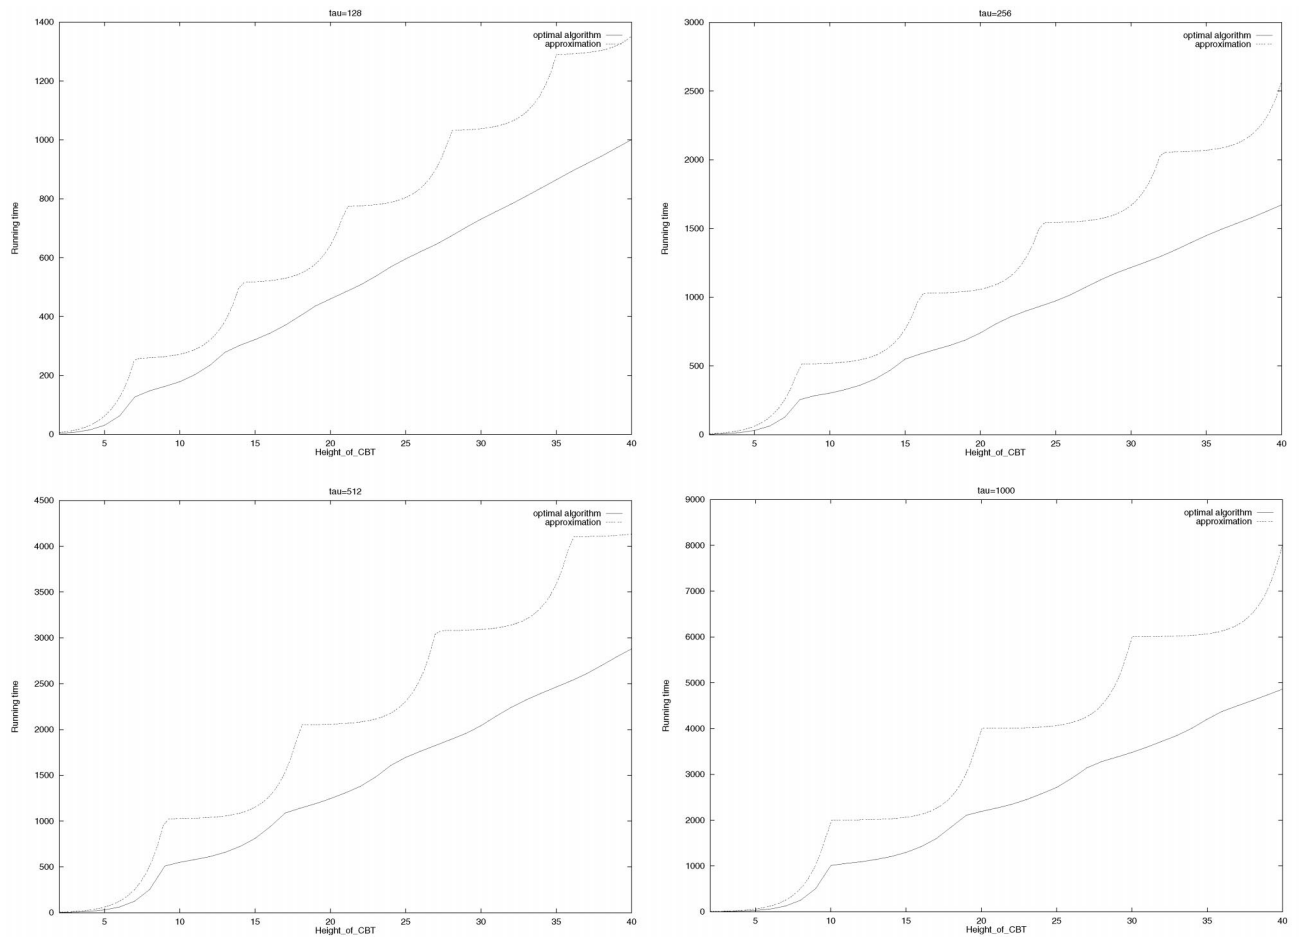 tau=128
1400
1200
1000
800
600
400
200
0
Running time
optimal algorithm
approximation
5 10 15 20 25 30 35 40
Height_of_CBT
tau=256
3000
2500
2000
1500
1000
500
0
Running time
optimal algorithm
approximation
5 10 15 20 25 30 35 40
Height_of_CBT
tau=512
4500
4000
3500
3000
2500
2000
1500
1000
500
0
Running time
optimal algorithm
approximation
5 10 15 20 25 30 35 40
Height_of_CBT
tau=1000
9000
8000
7000
6000
5000
4000
3000
2000
1000
0
Running time
optimal algorithm
approximation
5 10 15 20 25 30 35 40
Height_of_CBT